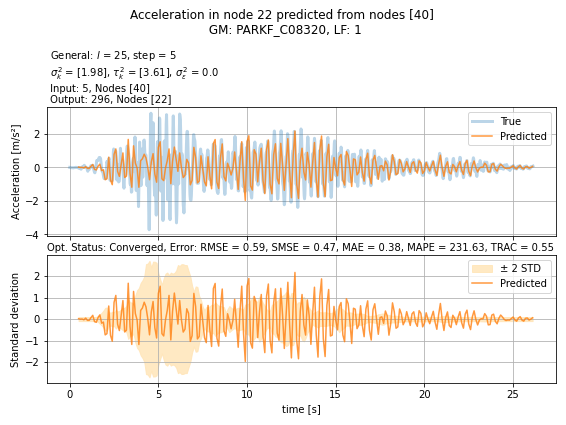 Acceleration in node 22 predicted from nodes [40]
GM: PARKF_C08320, LF: 1
General: l = 25, step = 5
σ²ₖ = [1.98], τ²ₖ = [3.61], σ²ε = 0.0
Input: 5, Nodes [40]
Output: 296, Nodes [22]
Acceleration [m/s²]
2
0
−2
−4
True
Predicted
Opt. Status: Converged, Error: RMSE = 0.59, SMSE = 0.47, MAE = 0.38, MAPE = 231.63, TRAC = 0.55
Standard deviation
2
1
0
−1
−2
± 2 STD
Predicted
0 5 10 15 20 25
time [s]